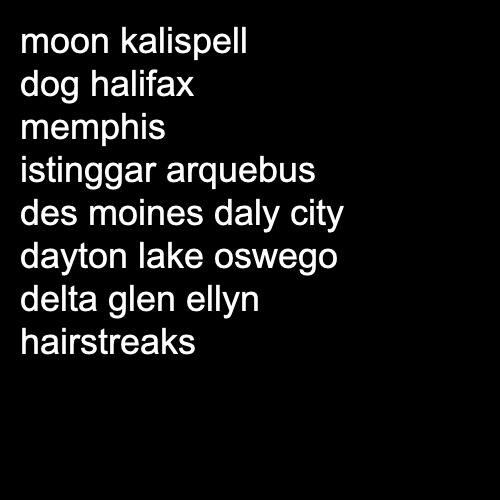 moon kalispell
dog halifax
memphis
istinggar arquebus
des moines daly city
dayton lake oswego
delta glen ellyn
hairstreaks